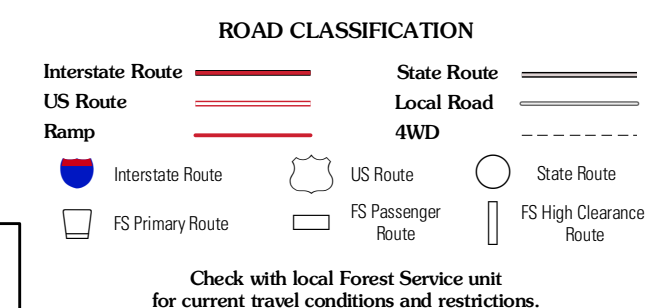 ROAD CLASSIFICATION
Interstate Route
State Route
US Route
Local Road
Ramp
4WD
Interstate Route
US Route
State Route
FS Primary Route
FS Passenger
Route
FS High Clearance
Route
Check with local Forest Service unit
for current travel conditions and restrictions.